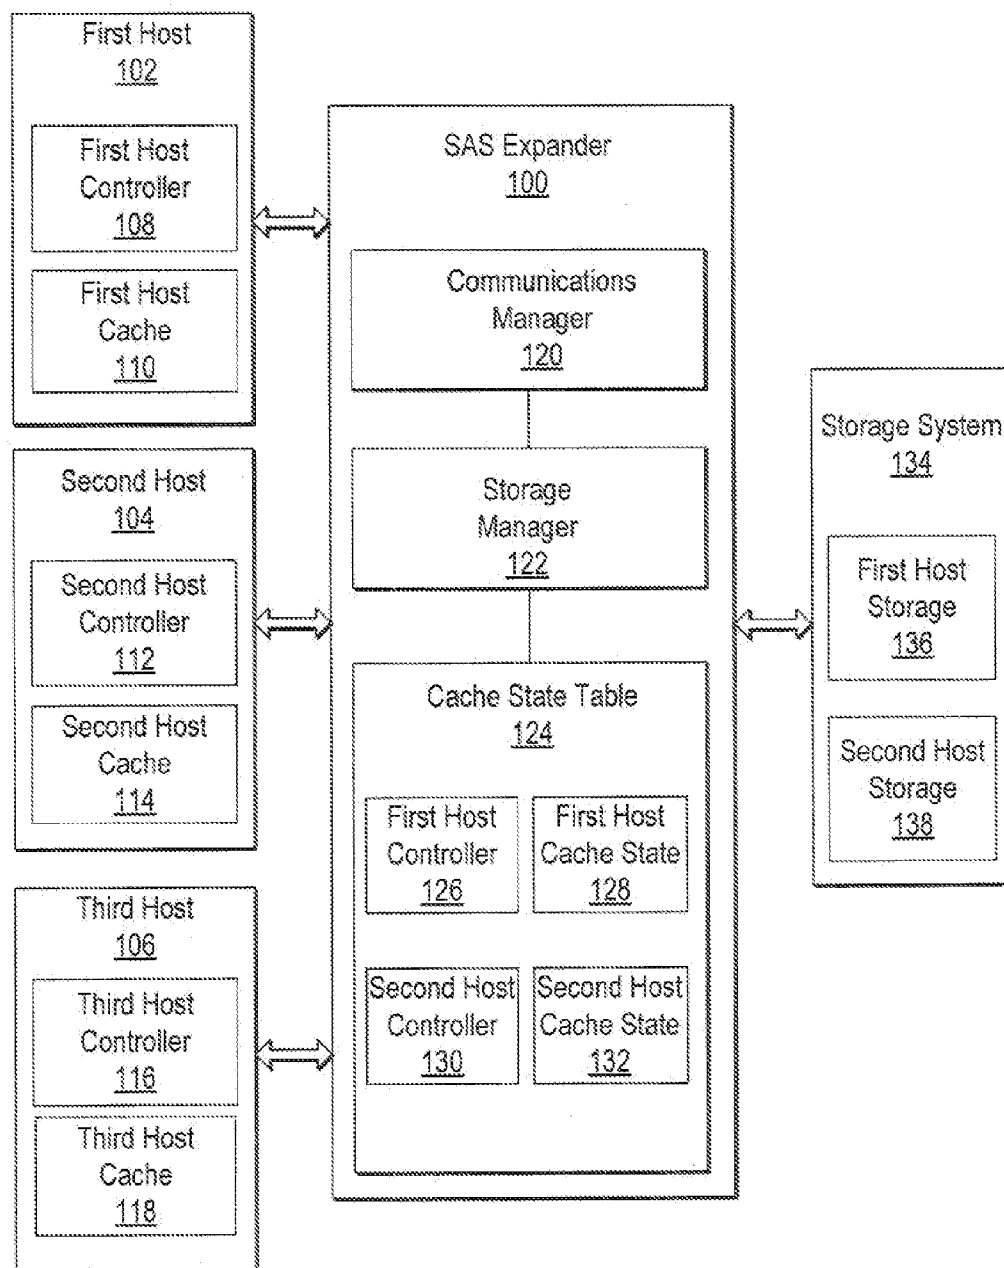 First Host
102
First Host
Controller
108
First Host
Cache
110
Second Host
104
Second Host
Controller
112
Second Host
Cache
114
Third Host
106
Third Host
Controller
116
Third Host
Cache
118
SAS Expander
100
Communications
Manager
120
Storage
Manager
122
Cache State Table
124
First Host
Controller
126
First Host
Cache State
128
Second Host
Controller
130
Second Host
Cache State
132
Storage System
134
First Host
Storage
136
Second Host
Storage
138